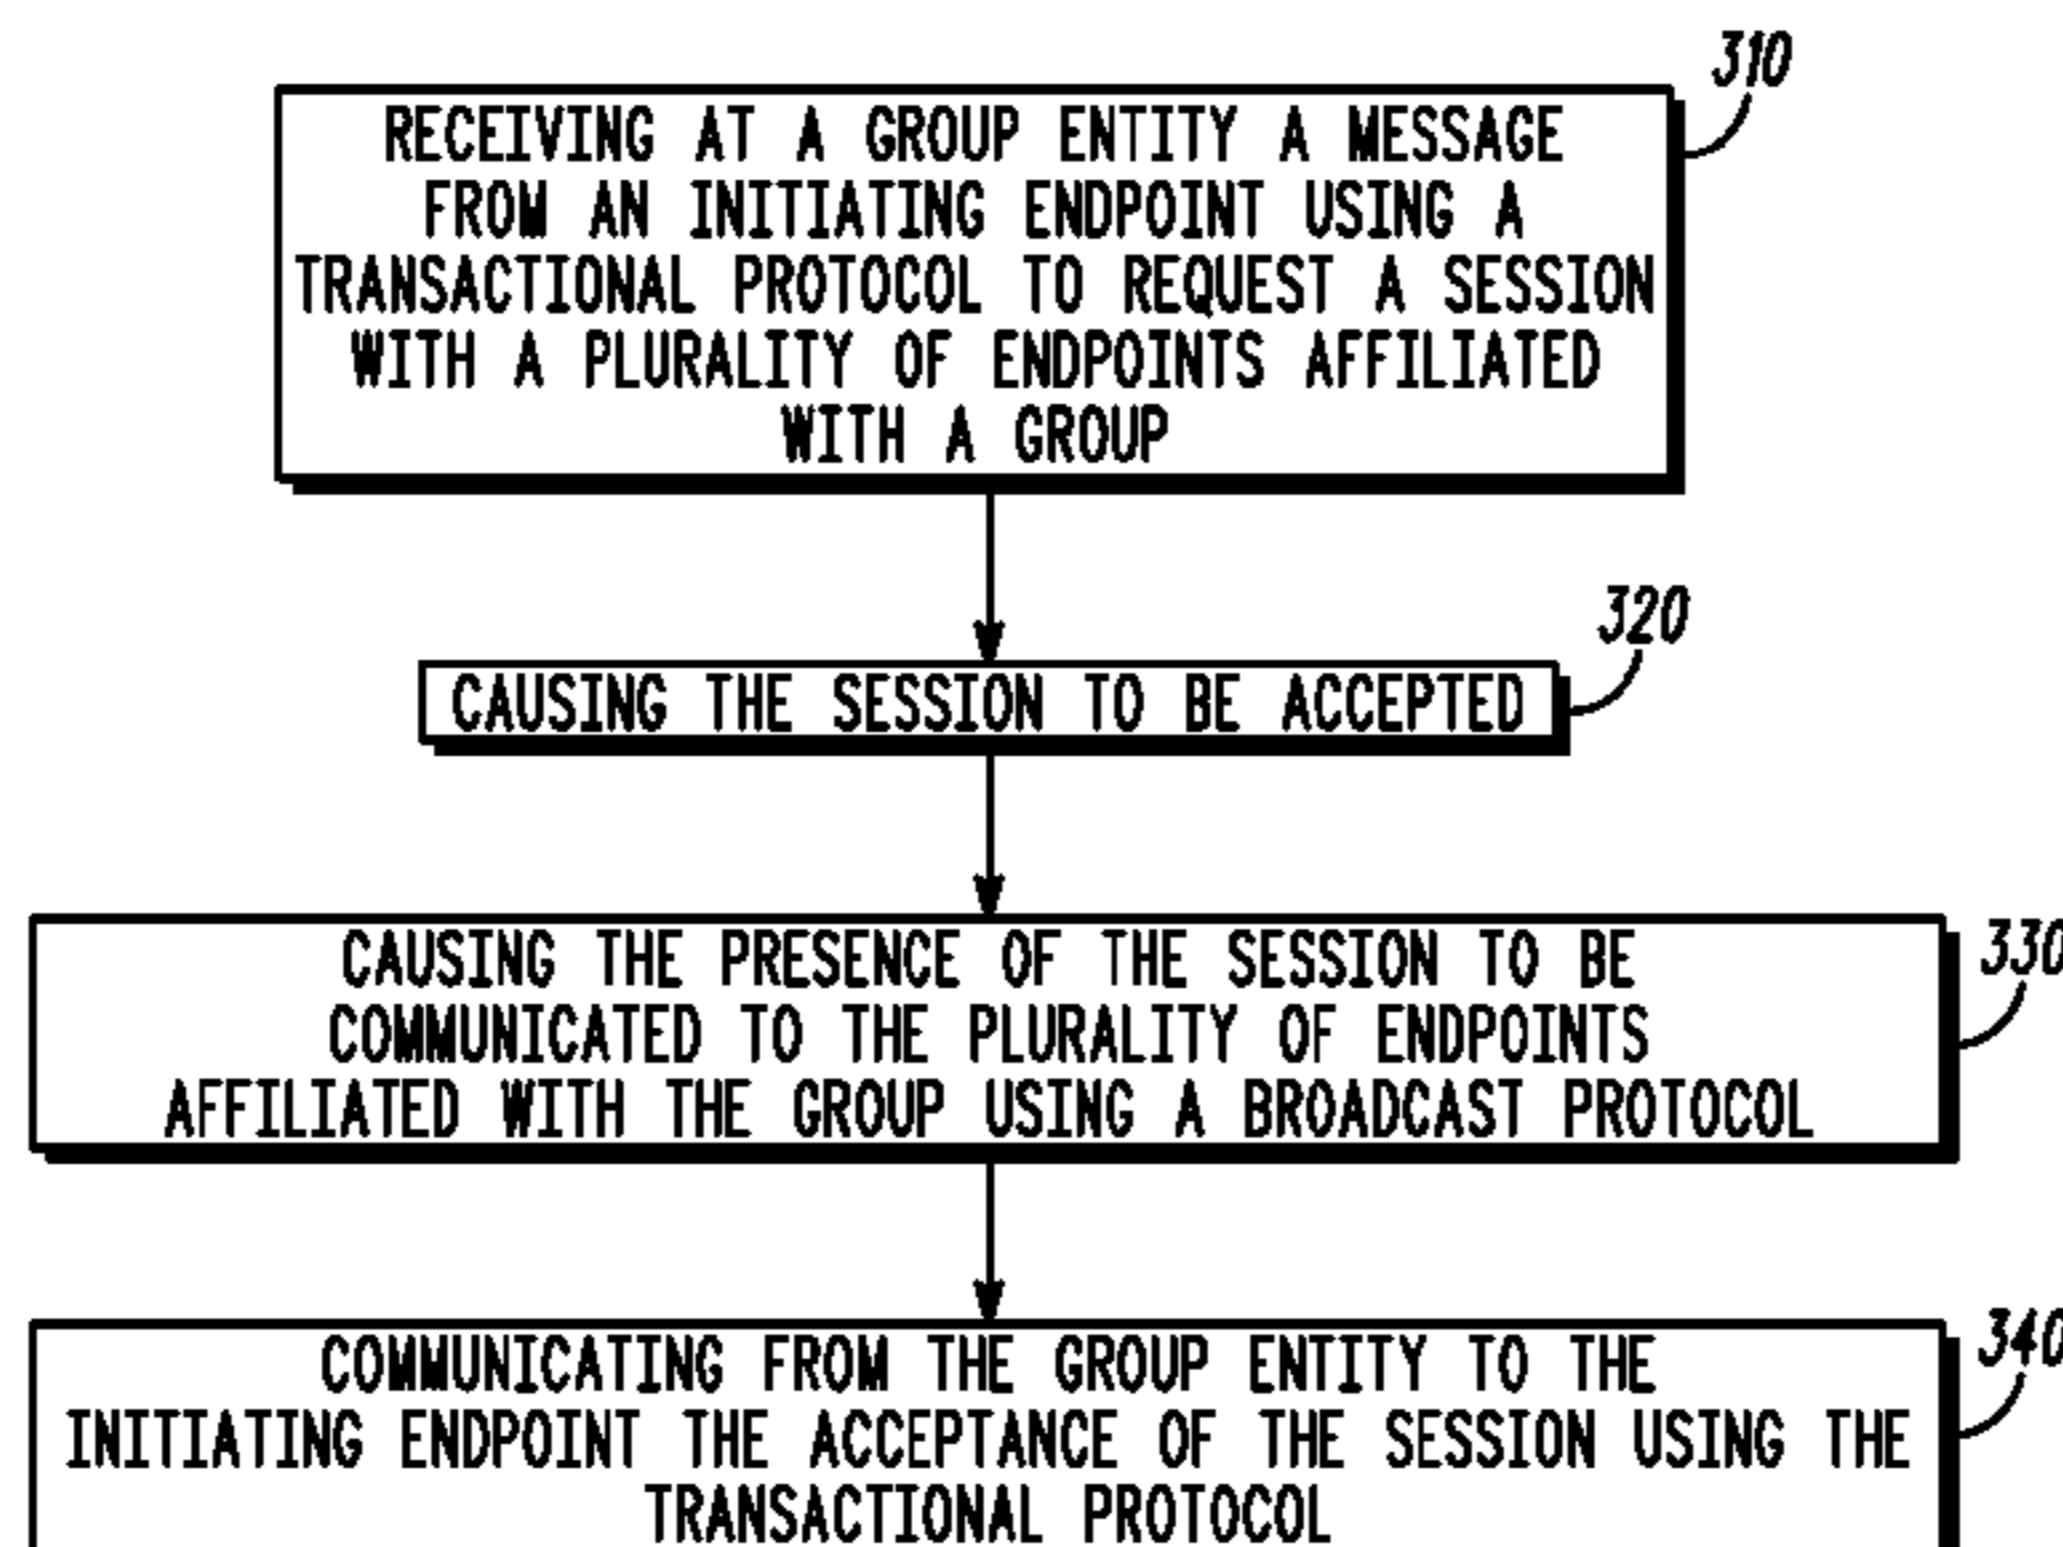 310
RECEIVING AT A GROUP ENTITY A MESSAGE
FROM AN INITIATING ENDPOINT USING A
TRANSACTIONAL PROTOCOL TO REQUEST A SESSION
WITH A PLURALITY OF ENDPOINTS AFFILIATED
WITH A GROUP
320
CAUSING THE SESSION TO BE ACCEPTED
330
CAUSING THE PRESENCE OF THE SESSION TO BE
COMMUNICATED TO THE PLURALITY OF ENDPOINTS
AFFILIATED WITH THE GROUP USING A BROADCAST PROTOCOL
340
COMMUNICATING FROM THE GROUP ENTITY TO THE
INITIATING ENDPOINT THE ACCEPTANCE OF THE SESSION USING THE
TRANSACTIONAL PROTOCOL